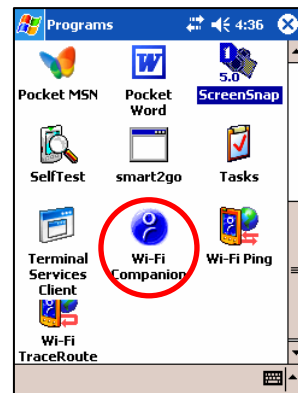 Programs 4:36
Pocket MSN
Pocket
Word
5.0
ScreenSnap
SelfTest
smart2go
Tasks
Terminal
Services
Client
Wi-Fi
Companion
Wi-Fi Ping
Wi-Fi
TraceRoute